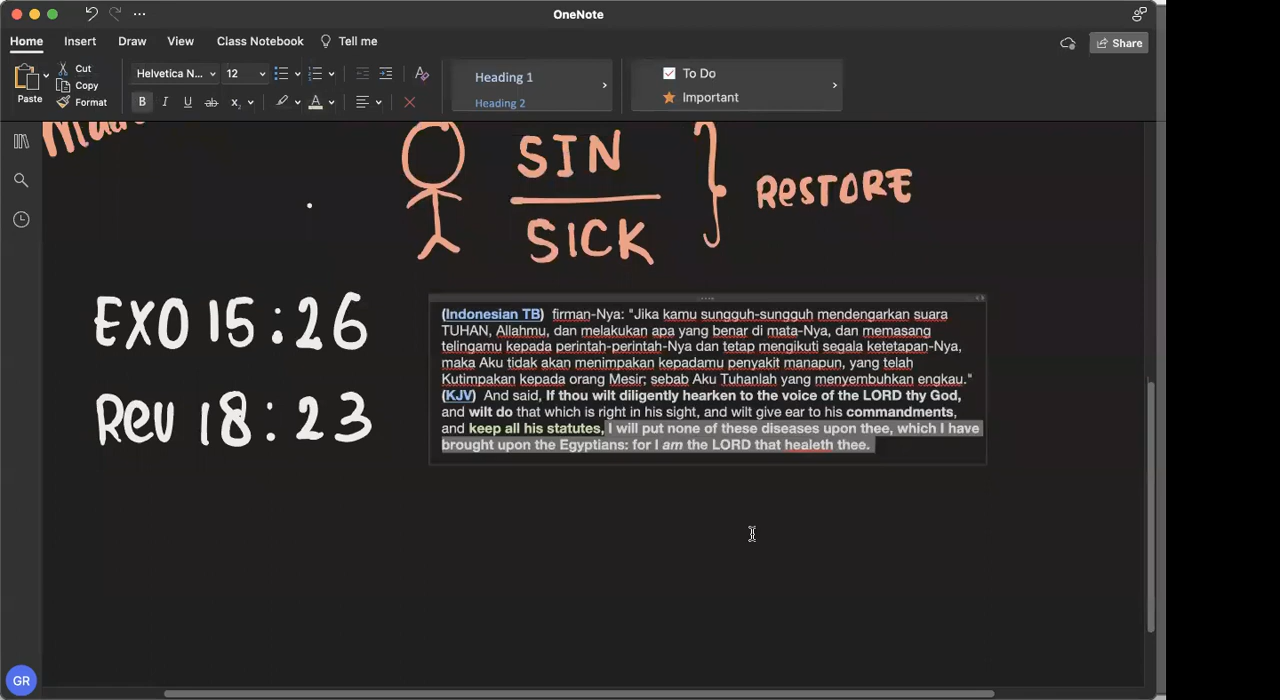 OneNote
Home Insert Draw View Class Notebook Tell me
Share
Paste
Cut
Copy
Format
Helvetica N... 12
B I U ab x A
Heading 1
Heading 2
To Do
Important
SIN
SICK
RESTORE
EXO 15:26
Rev 18:23
(Indonesian TB) firman-Nya: "Jika kamu sungguh-sungguh mendengarkan suara
TUHAN, Allahmu, dan melakukan apa yang benar di mata-Nya, dan memasang
telingamu kepada perintah-perintah-Nya dan tetap mengikuti segala ketetapan-Nya,
maka Aku tidak akan menimpakan kepadamu penyakit manapun, yang telah
Kutimpakan kepada orang Mesir; sebab Aku Tuhanlah yang menyembuhkan engkau."
(KJV) And said, If thou wilt diligently hearken to the voice of the LORD thy God,
and wilt do that which is right in his sight, and wilt give ear to his commandments,
and keep all his statutes, I will put none of these diseases upon thee, which I have
brought upon the Egyptians: for I am the LORD that healeth thee.
GR